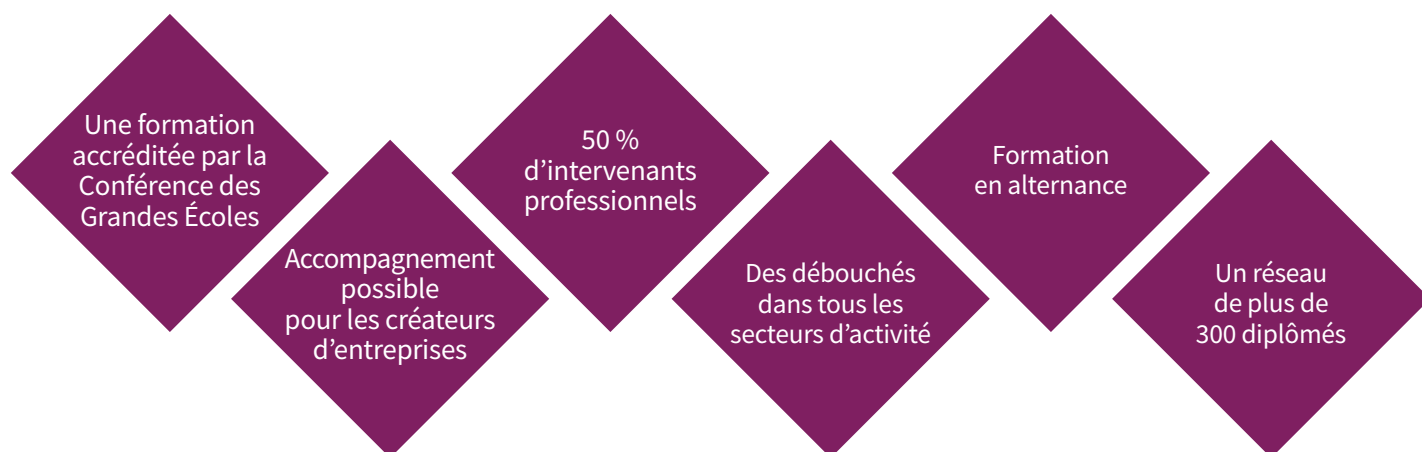 Une formation
accréditée par la
Conférence des
Grandes Écoles
Accompagnement
possible
pour les créateurs
d’entreprises
50 %
d’intervenants
professionnels
Des débouchés
dans tous les
secteurs d’activité
Formation
en alternance
Un réseau
de plus de
300 diplômés